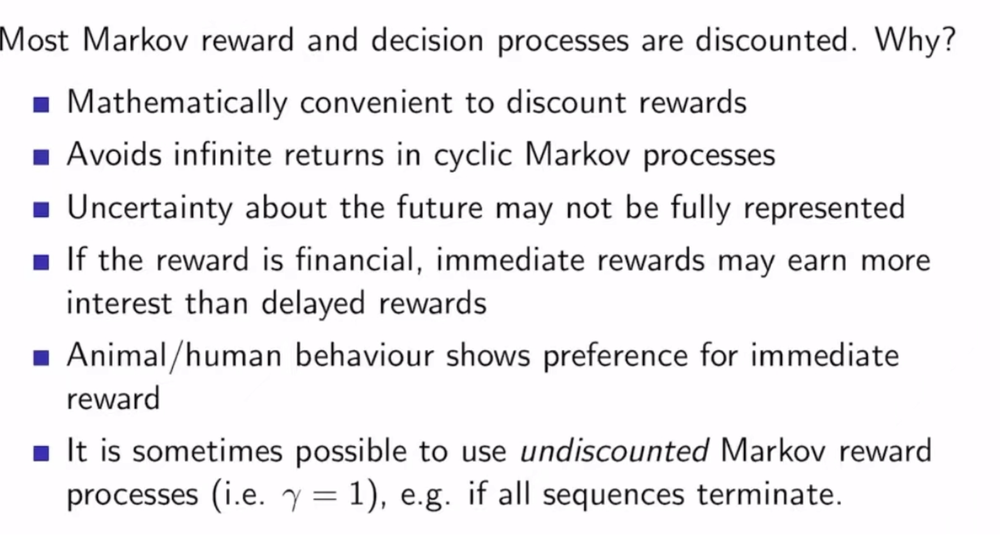 Most Markov reward and decision processes are discounted. Why?
Mathematically convenient to discount rewards
Avoids infinite returns in cyclic Markov processes
Uncertainty about the future may not be fully represented
If the reward is financial, immediate rewards may earn more
interest than delayed rewards
Animal/human behaviour shows preference for immediate
reward
It is sometimes possible to use undiscounted Markov reward
processes (i.e. γ = 1), e.g. if all sequences terminate.